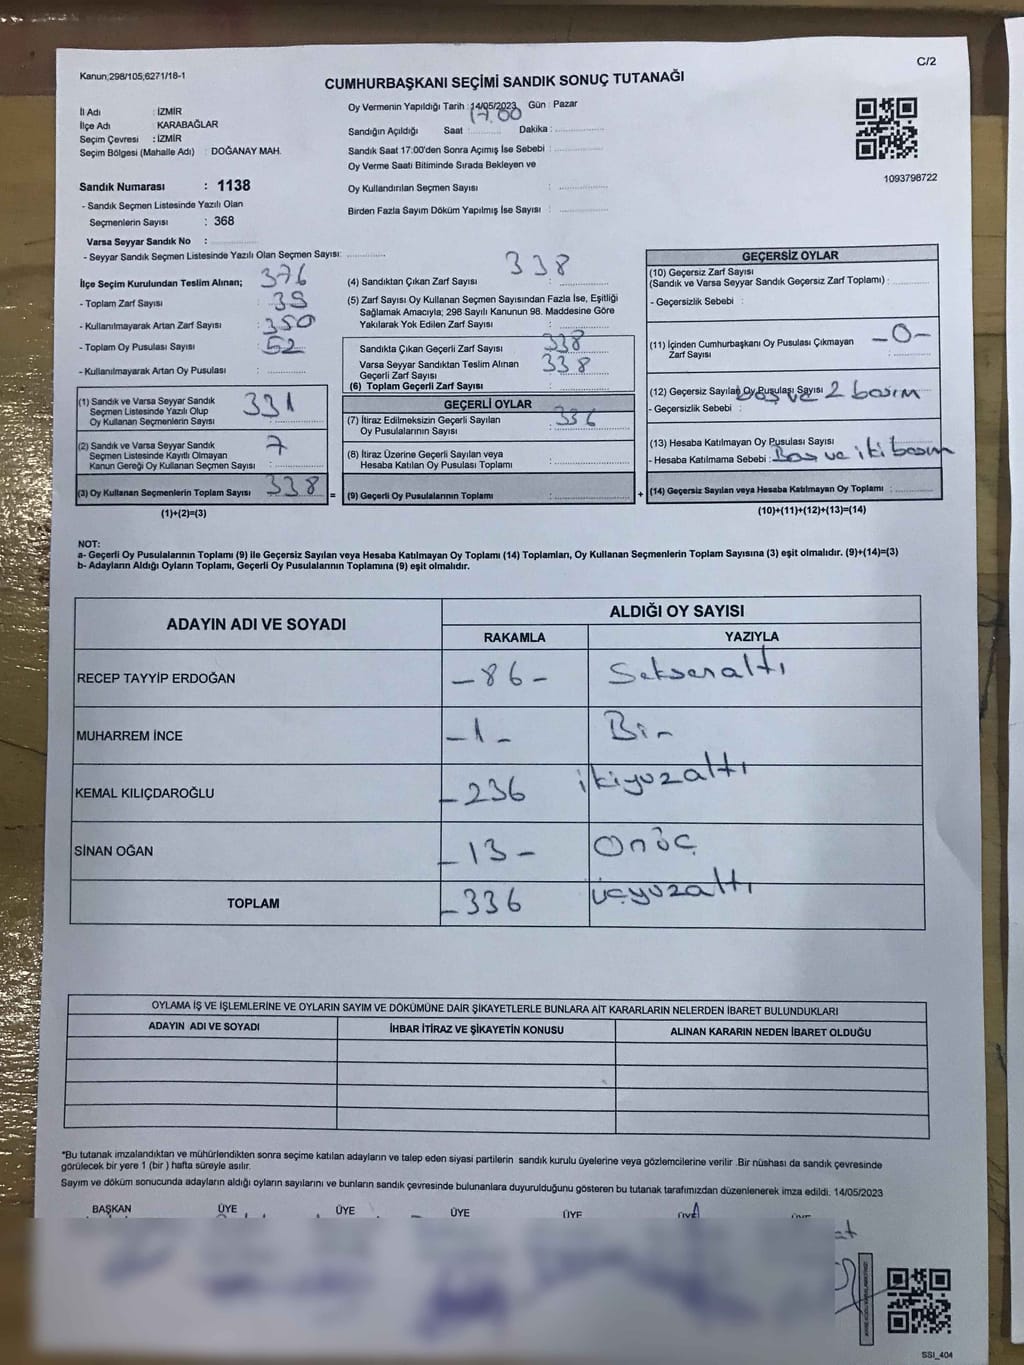 Kanun;298/105;6271/18-1
C/2
CUMHURBAŞKANI SEÇİMİ SANDIK SONUÇ TUTANAĞI
İl Adı : İZMİR
İlçe Adı : KARABAĞLAR
Seçim Çevresi : İZMİR
Seçim Bölgesi (Mahalle Adı) : DOĞANAY MAH.
Sandık Numarası : 1138
- Sandık Seçmen Listesinde Yazılı Olan
Seçmenlerin Sayısı : 368
Varsa Seyyar Sandık No :
- Seyyar Sandık Seçmen Listesinde Yazılı Olan Seçmen Sayısı:
Oy Vermenin Yapıldığı Tarih : 14/05/2023 Gün : Pazar
17.00
Sandığın Açıldığı Saat : Dakika :
Sandık Saat 17.00'den Sonra Açımış İse Sebebi :
Oy Verme Saati Bitiminde Sırada Bekleyen ve
Oy Kullandırılan Seçmen Sayısı :
Birden Fazla Sayım Döküm Yapılmış İse Sayısı :
1093798722
İlçe Seçim Kurulundan Teslim Alınan; 376
- Toplam Zarf Sayısı : 38
- Kullanılmayarak Artan Zarf Sayısı : 350
- Toplam Oy Pusulası Sayısı : 52
- Kullanılmayarak Artan Oy Pusulası :
(1) Sandık ve Varsa Seyyar Sandık
Seçmen Listesinde Yazılı Olup
Oy Kullanan Seçmenlerin Sayısı : 331
(2) Sandık ve Varsa Seyyar Sandık
Seçmen Listesinde Kayıtlı Olmayan
Kanun Gereği Oy Kullanan Seçmen Sayısı : 7
(3) Oy Kullanan Seçmenlerin Toplam Sayısı : 338
(1)+(2)=(3)
338
(4) Sandıktan Çıkan Zarf Sayısı :
(5) Zarf Sayısı Oy Kullanan Seçmen Sayısından Fazla İse, Eşitliği
Sağlamak Amacıyla; 298 Sayılı Kanunun 98. Maddesine Göre
Yakılarak Yok Edilen Zarf Sayısı :
Sandıkta Çıkan Geçerli Zarf Sayısı : 338
Varsa Seyyar Sandıktan Teslim Alınan
Geçerli Zarf Sayısı : 338
(6) Toplam Geçerli Zarf Sayısı :
GEÇERLİ OYLAR
(7) İtiraz Edilmeksizin Geçerli Sayılan
Oy Pusulalarının Sayısı : 336
(8) İtiraz Üzerine Geçerli Sayılan veya
Hesaba Katılan Oy Pusulası Toplamı :
= (9) Geçerli Oy Pusulalarının Toplamı :
GEÇERSİZ OYLAR
(10) Geçersiz Zarf Sayısı
(Sandık ve Varsa Seyyar Sandık Geçersiz Zarf Toplamı) :
- Geçersizlik Sebebi :
(11) İçinden Cumhurbaşkanı Oy Pusulası Çıkmayan
Zarf Sayısı : -0-
(12) Geçersiz Sayılan Oy Pusulası Sayısı : Boş ve 2 basım
- Geçersizlik Sebebi :
(13) Hesaba Katılmayan Oy Pusulası Sayısı
- Hesaba Katılmama Sebebi : Boş ve iki basım
+ (14) Geçersiz Sayılan veya Hesaba Katılmayan Oy Toplamı :
(10)+(11)+(12)+(13)=(14)
NOT:
a- Geçerli Oy Pusulalarının Toplamı (9) ile Geçersiz Sayılan veya Hesaba Katılmayan Oy Toplamı (14) Toplamları, Oy Kullanan Seçmenlerin Toplam Sayısına (3) eşit olmalıdır. (9)+(14)=(3)
b- Adayların Aldığı Oyların Toplamı, Geçerli Oy Pusulalarının Toplamına (9) eşit olmalıdır.
ADAYIN ADI VE SOYADI ALDIĞI OY SAYISI
RAKAMLA YAZIYLA
RECEP TAYYİP ERDOĞAN -86- Seksenaltı
MUHARREM İNCE -1- Bir
KEMAL KILIÇDAROĞLU -236 ikiyüzaltı
SİNAN OĞAN -13- Onüç
TOPLAM -336 üçyüzaltı
OYLAMA İŞ VE İŞLEMLERİNE VE OYLARIN SAYIM VE DÖKÜMÜNE DAİR ŞİKAYETLERLE BUNLARA AİT KARARLARIN NELERDEN İBARET BULUNDUKLARI
ADAYIN ADI VE SOYADI İHBAR İTİRAZ VE ŞİKAYETİN KONUSU ALINAN KARARIN NEDEN İBARET OLDUĞU
*Bu tutanak imzalandıktan ve mühürlendikten sonra seçime katılan adayların ve talep eden siyasi partilerin sandık kurulu üyelerine veya gözlemcilerine verilir .Bir nüshası da sandık çevresinde
görülecek bir yere 1 (bir ) hafta süreyle asılır.
Sayım ve döküm sonucunda adayların aldığı oyların sayılarını ve bunların sandık çevresinde bulunanlara duyurulduğunu gösteren bu tutanak tarafımızdan düzenlenerek imza edildi. 14/05/2023
BAŞKAN ÜYE ÜYE ÜYE ÜYE ÜYE ÜYE
SSI_404